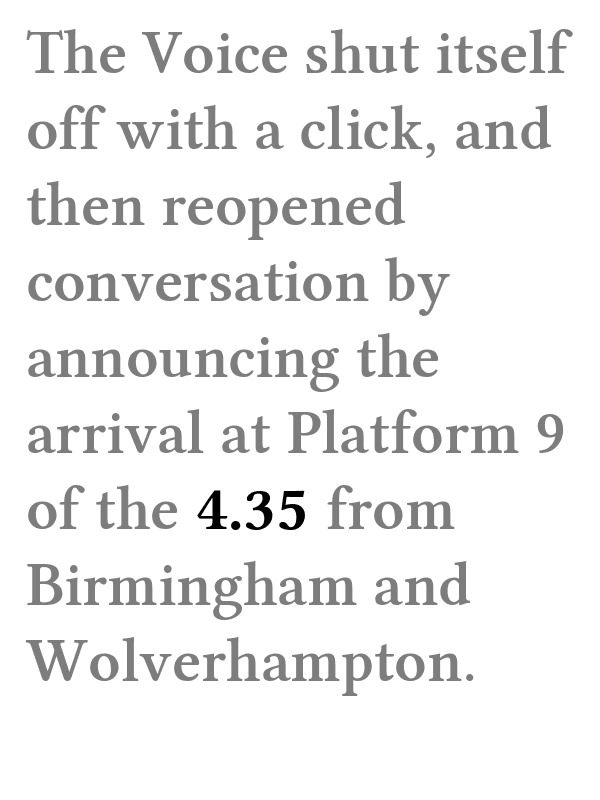 The Voice shut itself
off with a click, and
then reopened
conversation by
announcing the
arrival at Platform 9
of the 4.35 from
Birmingham and
Wolverhampton.